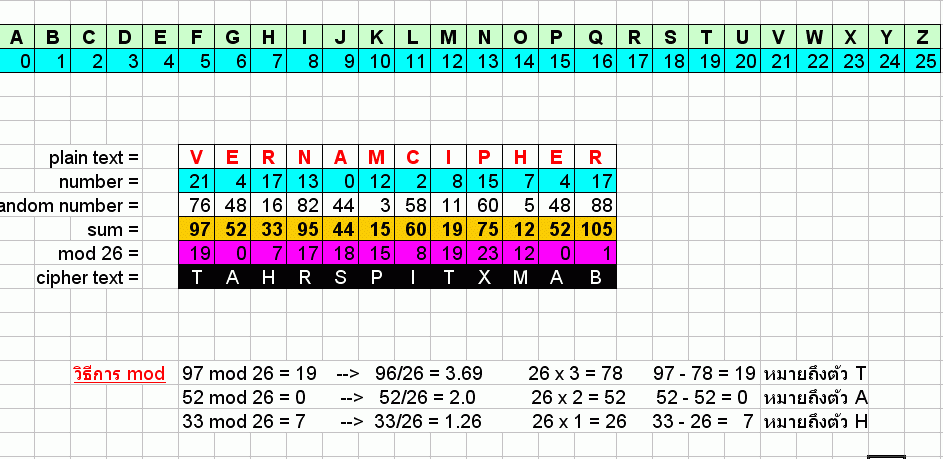 A B C D E F G H I J K L M N O P Q R S T U V W X Y Z
0 1 2 3 4 5 6 7 8 9 10 11 12 13 14 15 16 17 18 19 20 21 22 23 24 25
plain text = V E R N A M C I P H E R
number = 21 4 17 13 0 12 2 8 15 7 4 17
andom number = 76 48 16 82 44 3 58 11 60 5 48 88
sum = 97 52 33 95 44 15 60 19 75 12 52 105
mod 26 = 19 0 7 17 18 15 8 19 23 12 0 1
cipher text = T A H R S P I T X M A B
วิธีการ mod 97 mod 26 = 19 --> 96/26 = 3.69 26 x 3 = 78 97 - 78 = 19 หมายถึงตัว T
52 mod 26 = 0 --> 52/26 = 2.0 26 x 2 = 52 52 - 52 = 0 หมายถึงตัว A
33 mod 26 = 7 --> 33/26 = 1.26 26 x 1 = 26 33 - 26 = 7 หมายถึงตัว H